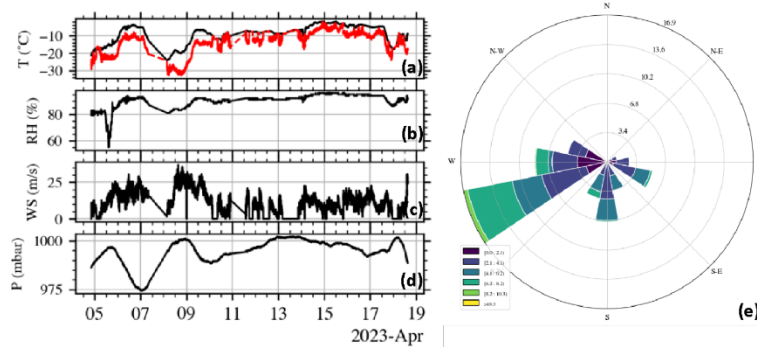 T (°C)
−10
−20
−30
(a)
RH (%)
80
60
(b)
WS (m/s)
25
0
(c)
P (mbar)
1000
975
(d)
05 07 09 11 13 15 17 19
2023-Apr
N
N-E
S-E
S
W
N-W
16.9
13.6
10.2
6.8
3.4
(e)